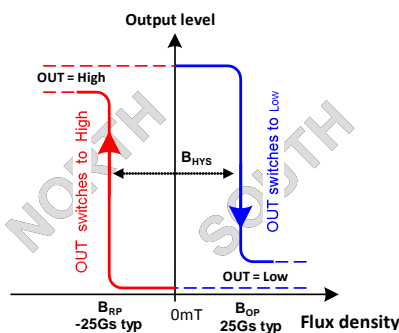 Output level
OUT = High
OUT switches to High
OUT switches to Low
NORTH
SOUTH
BHYS
OUT = Low
BRP
-25Gs typ
0mT
BOP
25Gs typ
Flux density